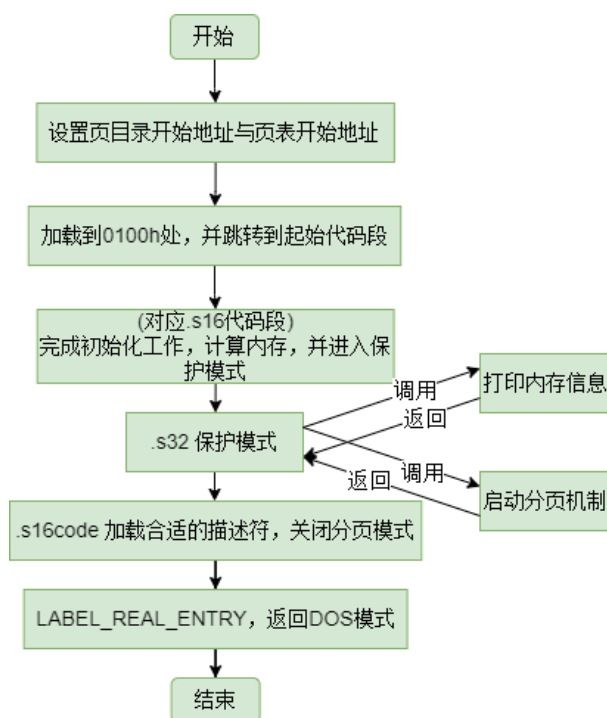 开始
设置页目录开始地址与页表开始地址
加载到0100h处，并跳转到起始代码段
(对应.s16代码段)
完成初始化工作，计算内存，并进入保
护模式
调用
打印内存信息
返回
.s32 保护模式
调用
返回
启动分页机制
.s16code 加载合适的描述符，关闭分页模式
LABEL_REAL_ENTRY，返回DOS模式
结束